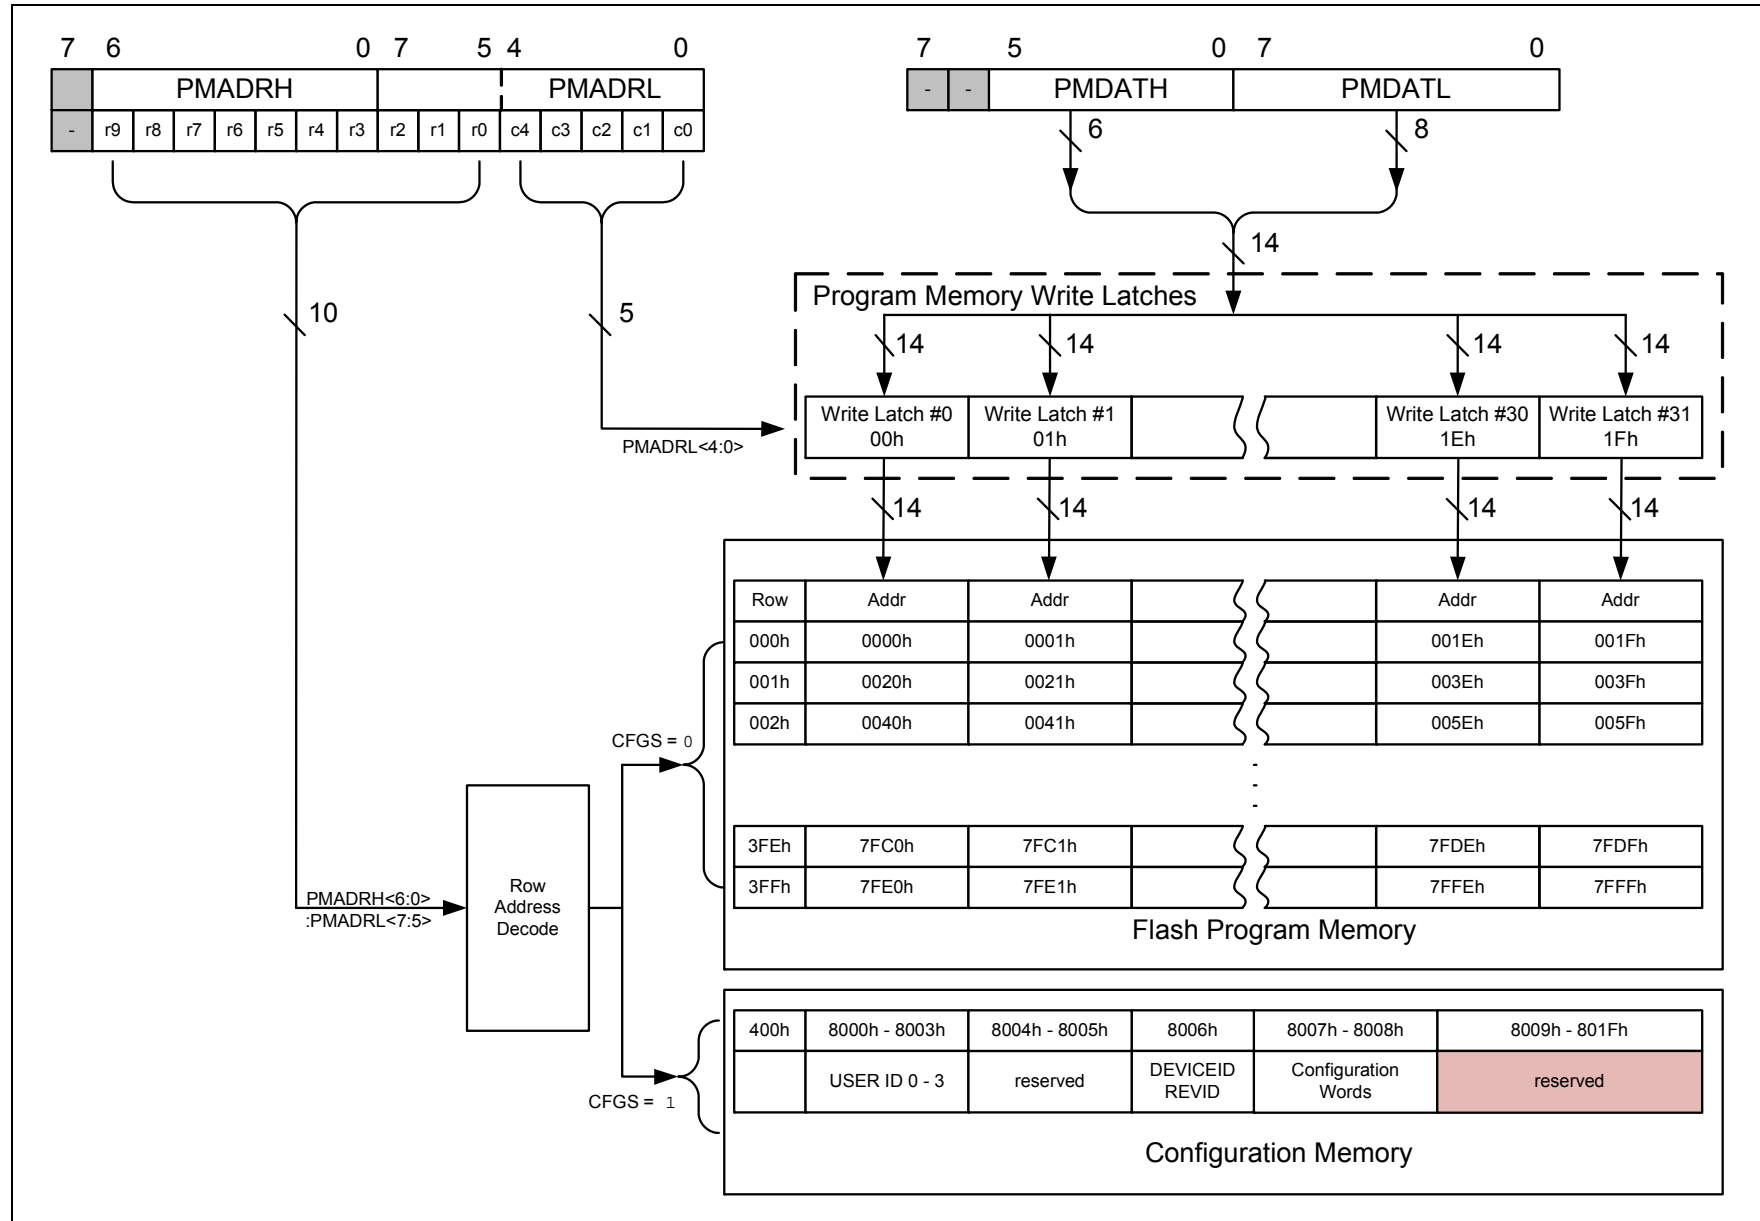 7 6 0 7 5 4 0
PMADRH PMADRL
- r9 r8 r7 r6 r5 r4 r3 r2 r1 r0 c4 c3 c2 c1 c0
7 5 0 7 0
- - PMDATH PMDATL
6 8
14
10
5
PMADRL<4:0>
Program Memory Write Latches
14 14 14 14
Write Latch #0 Write Latch #1 Write Latch #30 Write Latch #31
00h 01h 1Eh 1Fh
14 14 14 14
Row Addr Addr Addr Addr
000h 0000h 0001h 001Eh 001Fh
001h 0020h 0021h 003Eh 003Fh
002h 0040h 0041h 005Eh 005Fh
CFGS = 0
3FEh 7FC0h 7FC1h 7FDEh 7FDFh
3FFh 7FE0h 7FE1h 7FFEh 7FFFh
Flash Program Memory
PMADRH<6:0>
:PMADRL<7:5>
Row
Address
Decode
CFGS = 1
400h 8000h - 8003h 8004h - 8005h 8006h 8007h - 8008h 8009h - 801Fh
USER ID 0 - 3 reserved DEVICEID Configuration reserved
REVID Words
Configuration Memory